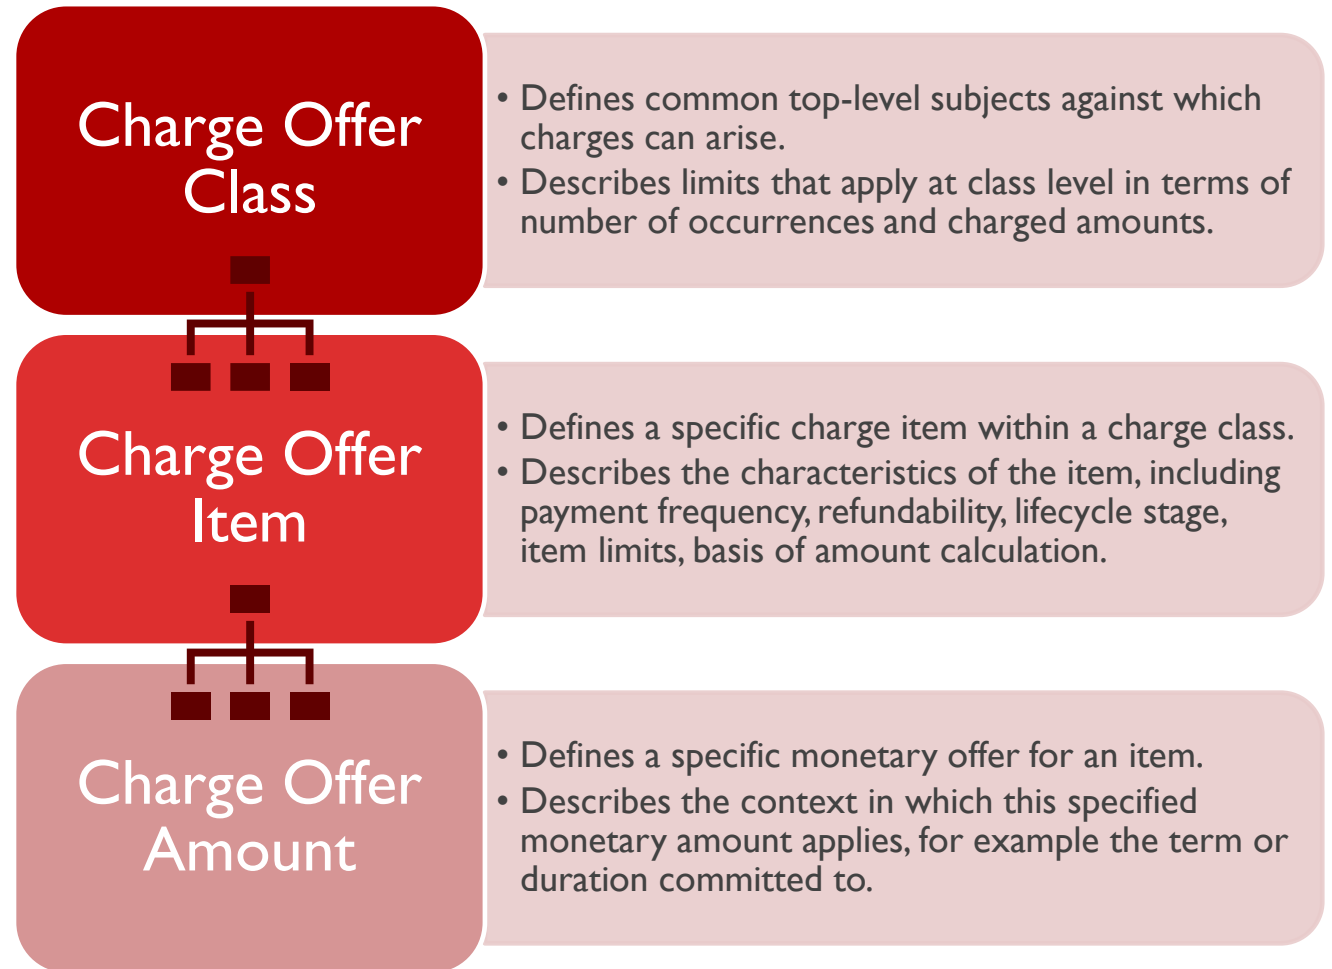 Charge Offer
Class
• Defines common top-level subjects against which
charges can arise.
• Describes limits that apply at class level in terms of
number of occurrences and charged amounts.
Charge Offer
Item
• Defines a specific charge item within a charge class.
• Describes the characteristics of the item, including
payment frequency, refundability, lifecycle stage,
item limits, basis of amount calculation.
Charge Offer
Amount
• Defines a specific monetary offer for an item.
• Describes the context in which this specified
monetary amount applies, for example the term or
duration committed to.